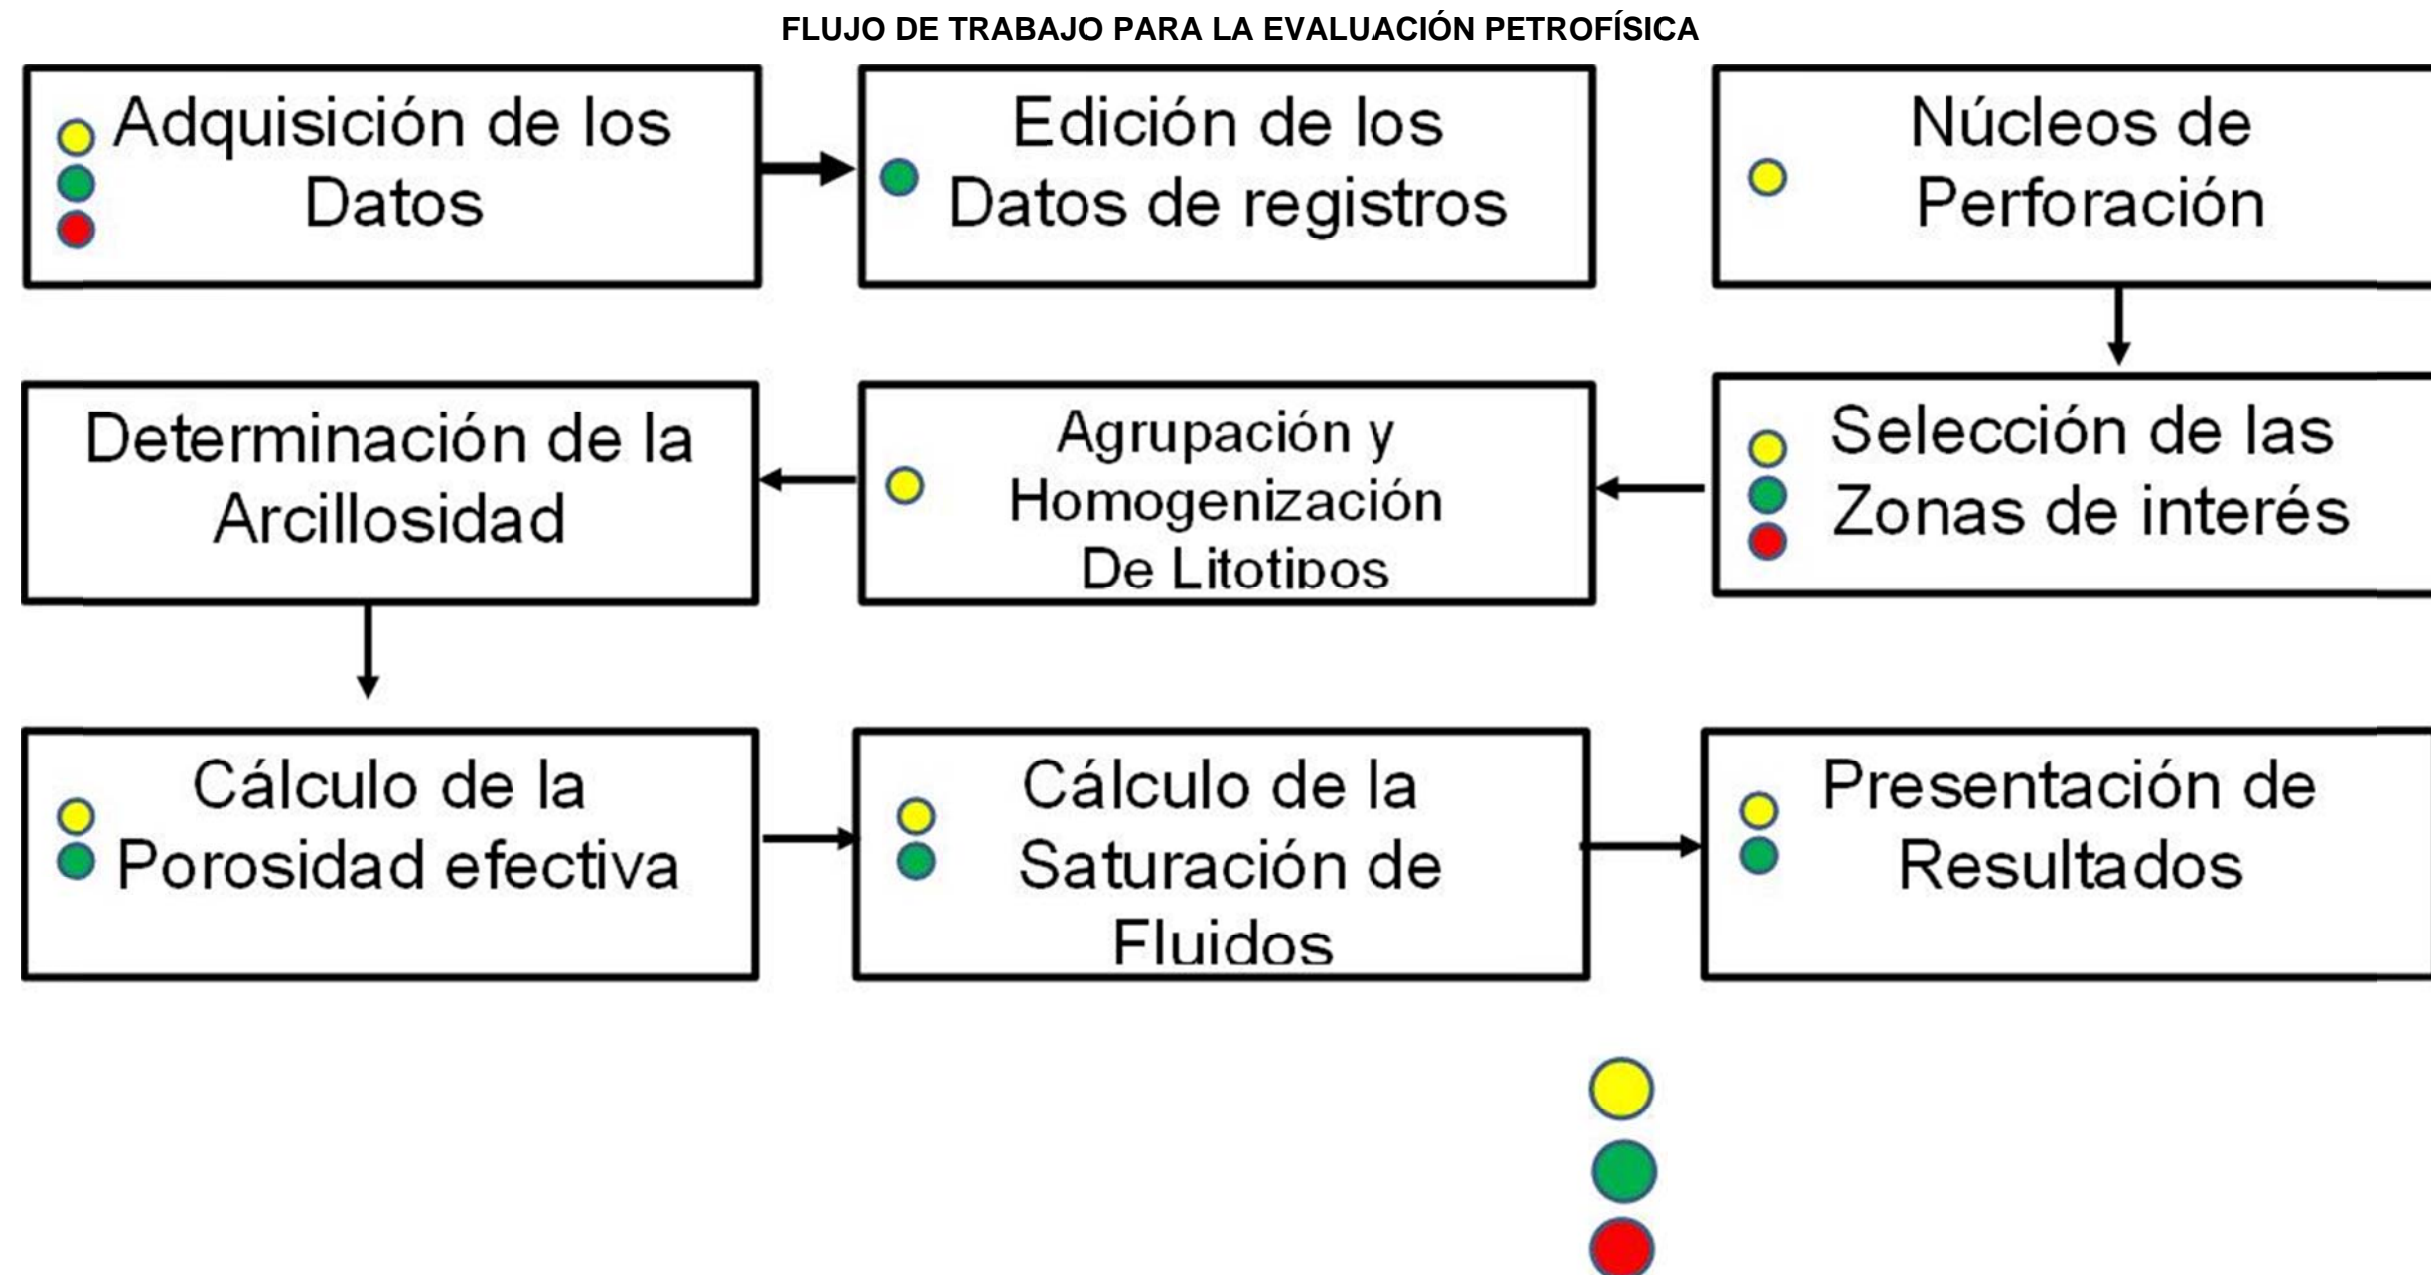 FLUJO DE TRABAJO PARA LA EVALUACIÓN PETROFÍSICA
Adquisición de los
Datos
Edición de los
Datos de registros
Núcleos de
Perforación
Determinación de la
Arcillosidad
Agrupación y
Homogenización
De Litotipos
Selección de las
Zonas de interés
Cálculo de la
Porosidad efectiva
Cálculo de la
Saturación de
Fluidos
Presentación de
Resultados